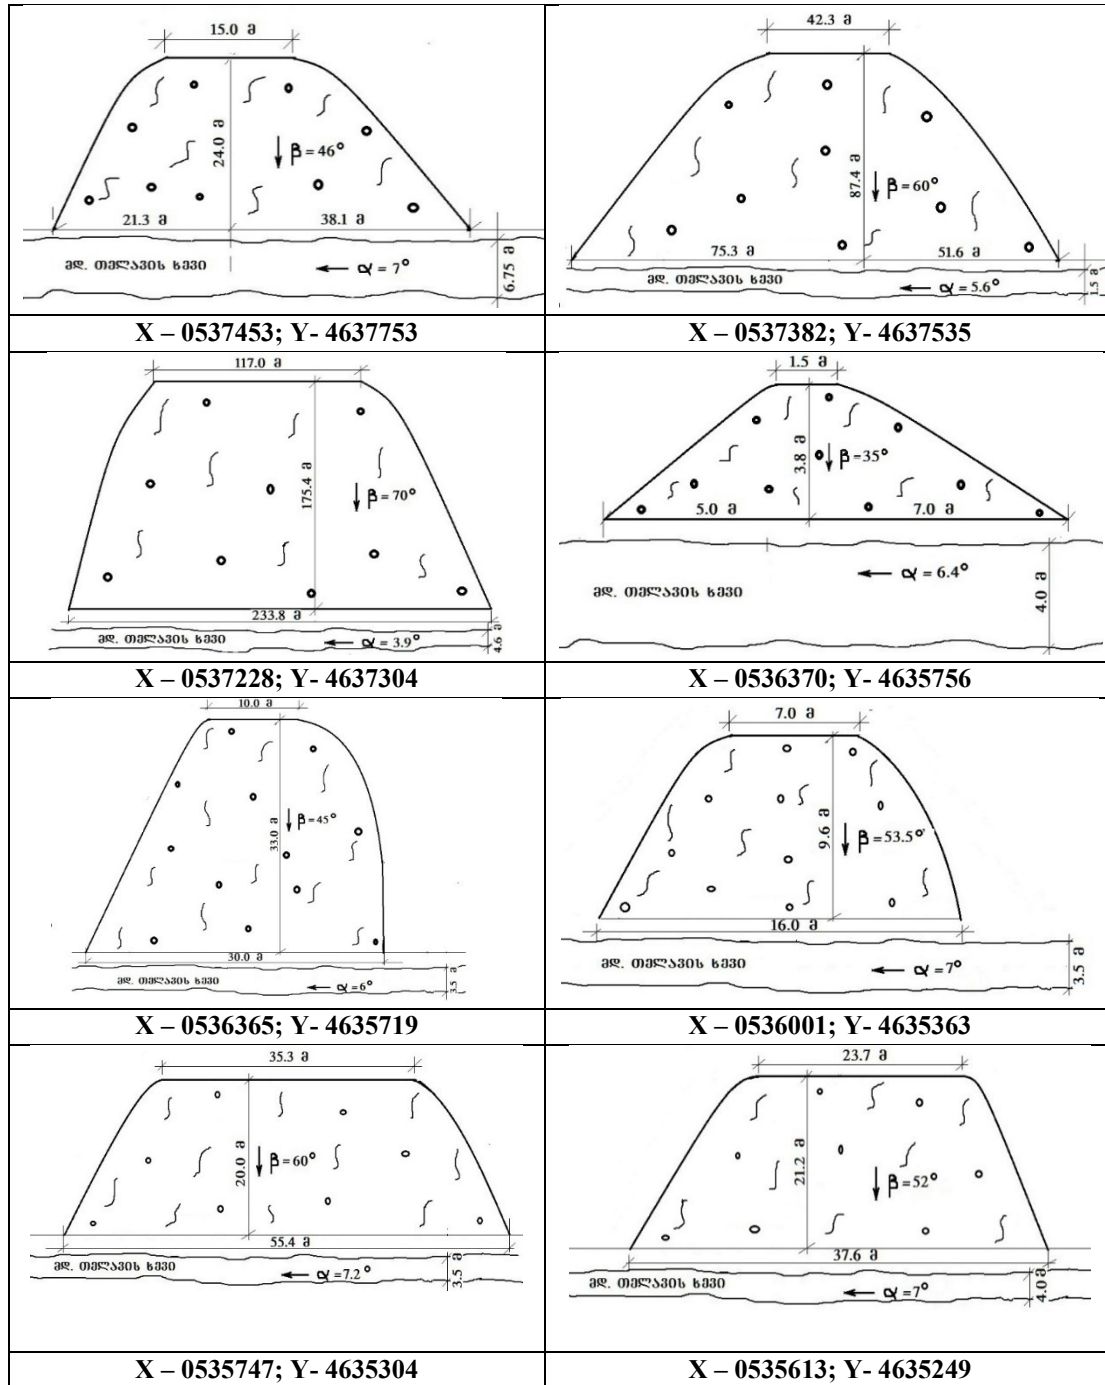 15.0 მ
24.0 მ
β=46°
21.3 მ 38.1 მ
მდ. თელავის ხევი
α = 7°
6.75 მ
X – 0537453; Y- 4637753
42.3 მ
87.4 მ
β=60°
75.3 მ 51.6 მ
მდ. თელავის ხევი
α = 5.6°
1.5 მ
X – 0537382; Y- 4637535
117.0 მ
175.4 მ
β=70°
233.8 მ
მდ. თელავის ხევი
α = 3.9°
4.6 მ
X – 0537228; Y- 4637304
1.5 მ
3.8 მ
β=35°
5.0 მ 7.0 მ
α = 6.4°
მდ. თელავის ხევი
4.0 მ
X – 0536370; Y- 4635756
10.0 მ
33.0 მ
β=45°
30.0 მ
მდ. თელავის ხევი
α =6°
3.5 მ
X – 0536365; Y- 4635719
7.0 მ
9.6 მ
β=53.5°
16.0 მ
მდ. თელავის ხევი
α =7°
3.5 მ
X – 0536001; Y- 4635363
35.3 მ
20.0 მ
β=60°
55.4 მ
მდ. თელავის ხევი
α =7.2°
3.5 მ
X – 0535747; Y- 4635304
23.7 მ
21.2 მ
β=52°
37.6 მ
მდ. თელავის ხევი
α =7°
4.0 მ
X – 0535613; Y- 4635249